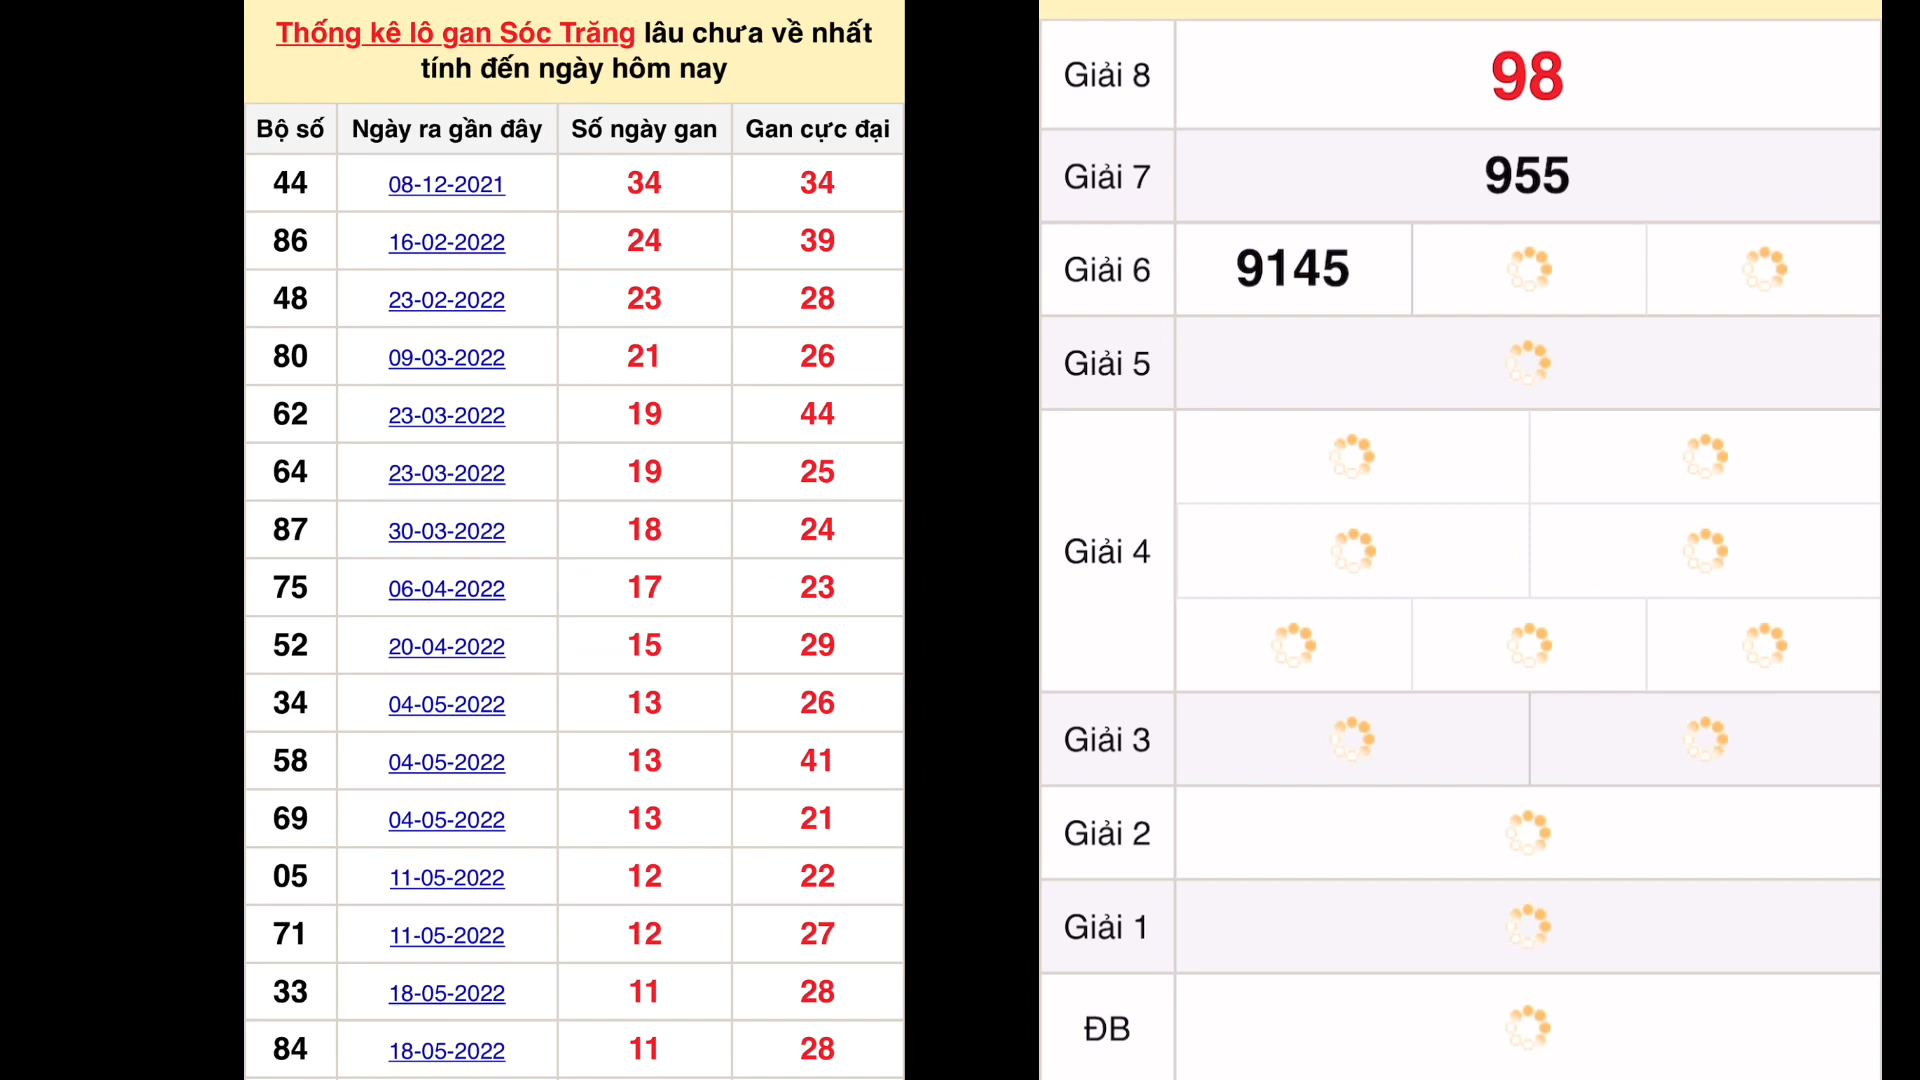 Thống kê lô gan Sóc Trăng lâu chưa về nhất
tính đến ngày hôm nay
Bộ số Ngày ra gần đây Số ngày gan Gan cực đại
44 08-12-2021 34 34
86 16-02-2022 24 39
48 23-02-2022 23 28
80 09-03-2022 21 26
62 23-03-2022 19 44
64 23-03-2022 19 25
87 30-03-2022 18 24
75 06-04-2022 17 23
52 20-04-2022 15 29
34 04-05-2022 13 26
58 04-05-2022 13 41
69 04-05-2022 13 21
05 11-05-2022 12 22
71 11-05-2022 12 27
33 18-05-2022 11 28
84 18-05-2022 11 28
Giải 8 98
Giải 7 955
Giải 6 9145
Giải 5
Giải 4
Giải 3
Giải 2
Giải 1
ĐB